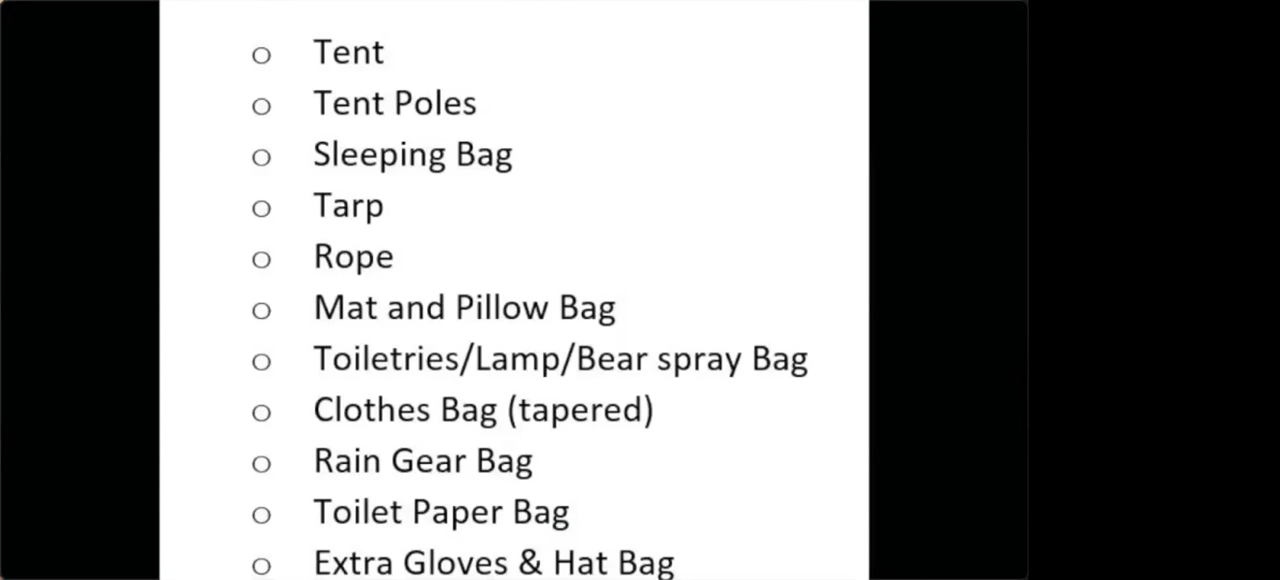 o Tent
o Tent Poles
o Sleeping Bag
o Tarp
o Rope
o Mat and Pillow Bag
o Toiletries/Lamp/Bear spray Bag
o Clothes Bag (tapered)
o Rain Gear Bag
o Toilet Paper Bag
o Extra Gloves & Hat Bag